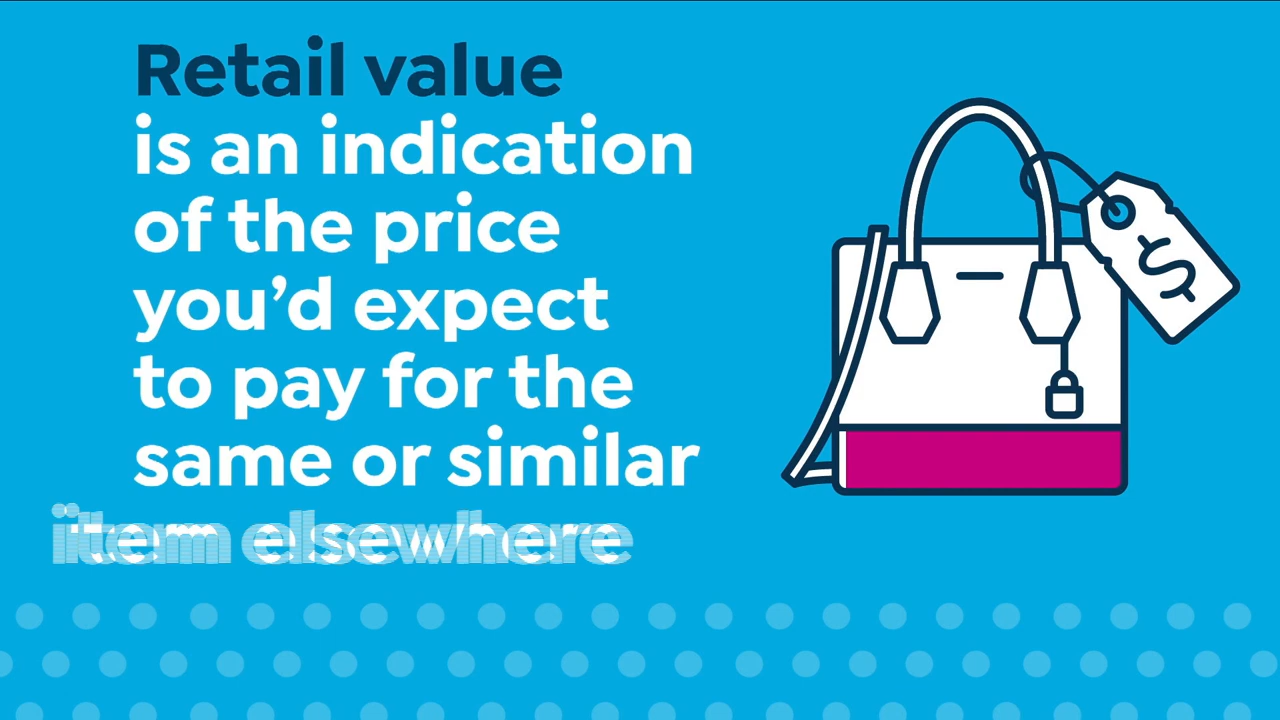 Retail value
is an indication
of the price
you’d expect
to pay for the
same or similar
item elsewhere
$